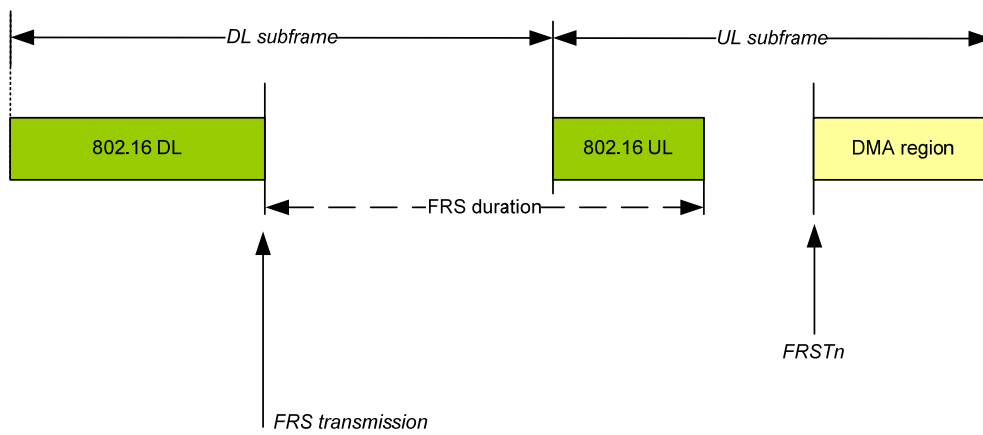 DL subframe
UL subframe
802.16 DL
802.16 UL
DMA region
FRS duration
FRSTn
FRS transmission